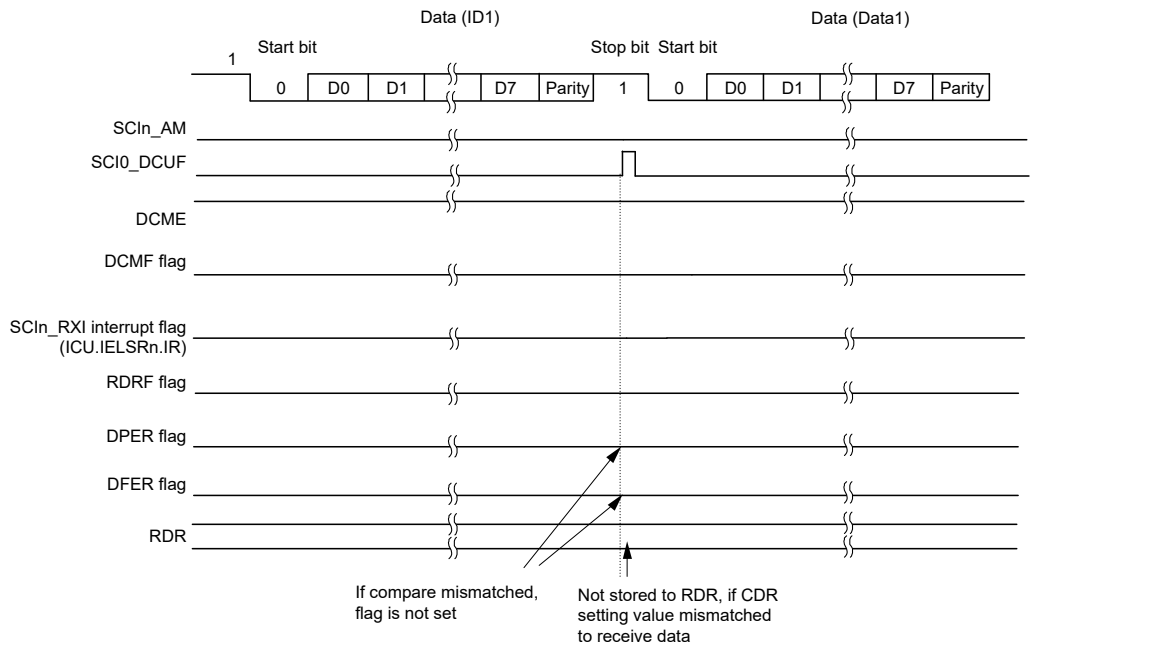 Data (ID1)
Data (Data1)
1
Start bit
Stop bit
Start bit
0
D0
D1
D7
Parity
1
0
D0
D1
D7
Parity
SCIn_AM
SCI0_DCUF
DCME
DCMF flag
SCIn_RXI interrupt flag
(ICU.IELSRn.IR)
RDRF flag
DPER flag
DFER flag
RDR
If compare mismatched,
flag is not set
Not stored to RDR, if CDR
setting value mismatched
to receive data